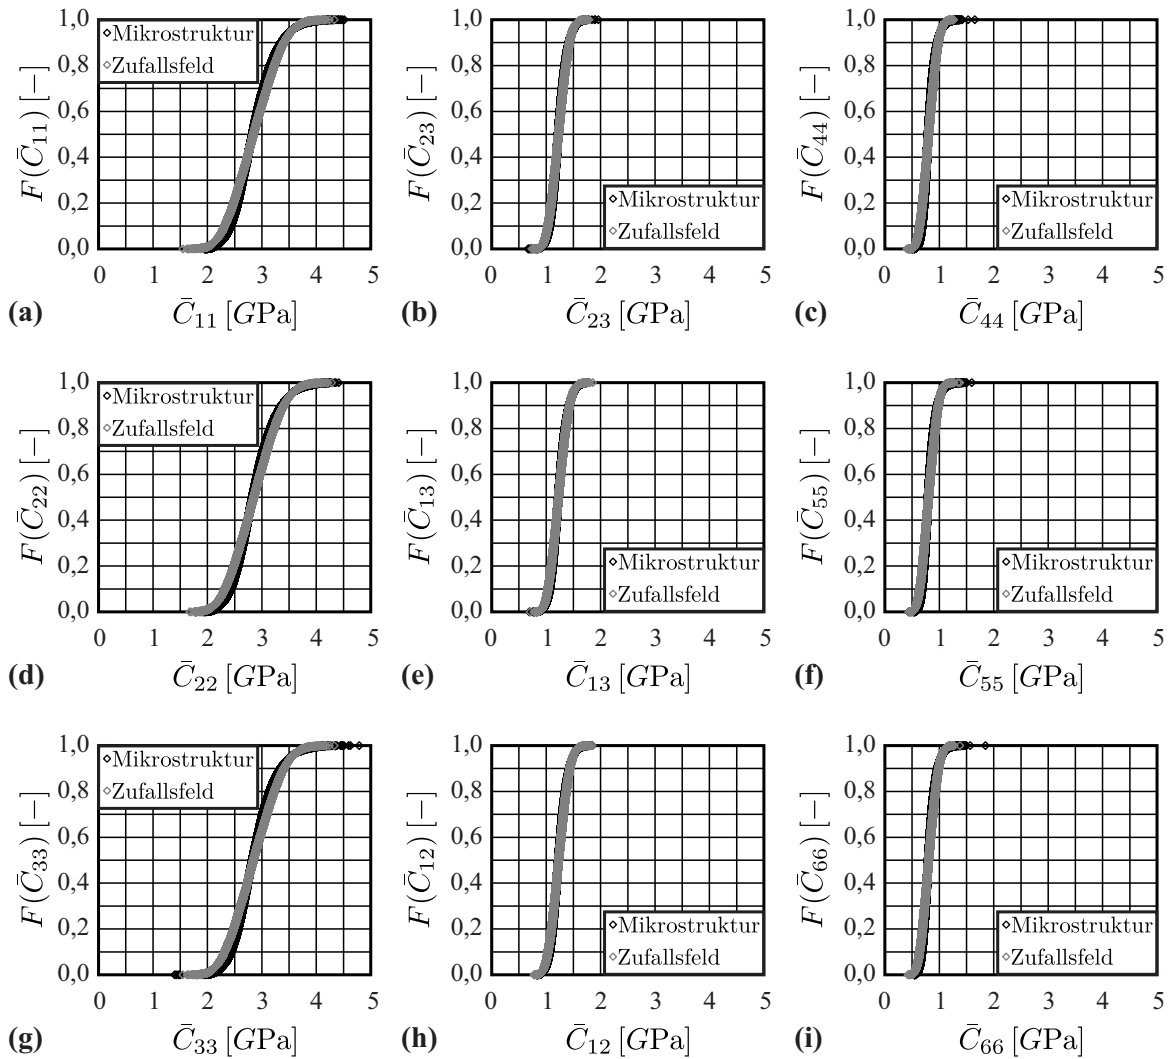 1,0
0,8
0,6
0,4
0,2
0,0
F(C̄11) [−]
Mikrostruktur
Zufallsfeld
0 1 2 3 4 5
(a) C̄11 [GPa]
1,0
0,8
0,6
0,4
0,2
0,0
F(C̄23) [−]
Mikrostruktur
Zufallsfeld
0 1 2 3 4 5
(b) C̄23 [GPa]
1,0
0,8
0,6
0,4
0,2
0,0
F(C̄44) [−]
Mikrostruktur
Zufallsfeld
0 1 2 3 4 5
(c) C̄44 [GPa]
1,0
0,8
0,6
0,4
0,2
0,0
F(C̄22) [−]
Mikrostruktur
Zufallsfeld
0 1 2 3 4 5
(d) C̄22 [GPa]
1,0
0,8
0,6
0,4
0,2
0,0
F(C̄13) [−]
Mikrostruktur
Zufallsfeld
0 1 2 3 4 5
(e) C̄13 [GPa]
1,0
0,8
0,6
0,4
0,2
0,0
F(C̄55) [−]
Mikrostruktur
Zufallsfeld
0 1 2 3 4 5
(f) C̄55 [GPa]
1,0
0,8
0,6
0,4
0,2
0,0
F(C̄33) [−]
Mikrostruktur
Zufallsfeld
0 1 2 3 4 5
(g) C̄33 [GPa]
1,0
0,8
0,6
0,4
0,2
0,0
F(C̄12) [−]
Mikrostruktur
Zufallsfeld
0 1 2 3 4 5
(h) C̄12 [GPa]
1,0
0,8
0,6
0,4
0,2
0,0
F(C̄66) [−]
Mikrostruktur
Zufallsfeld
0 1 2 3 4 5
(i) C̄66 [GPa]